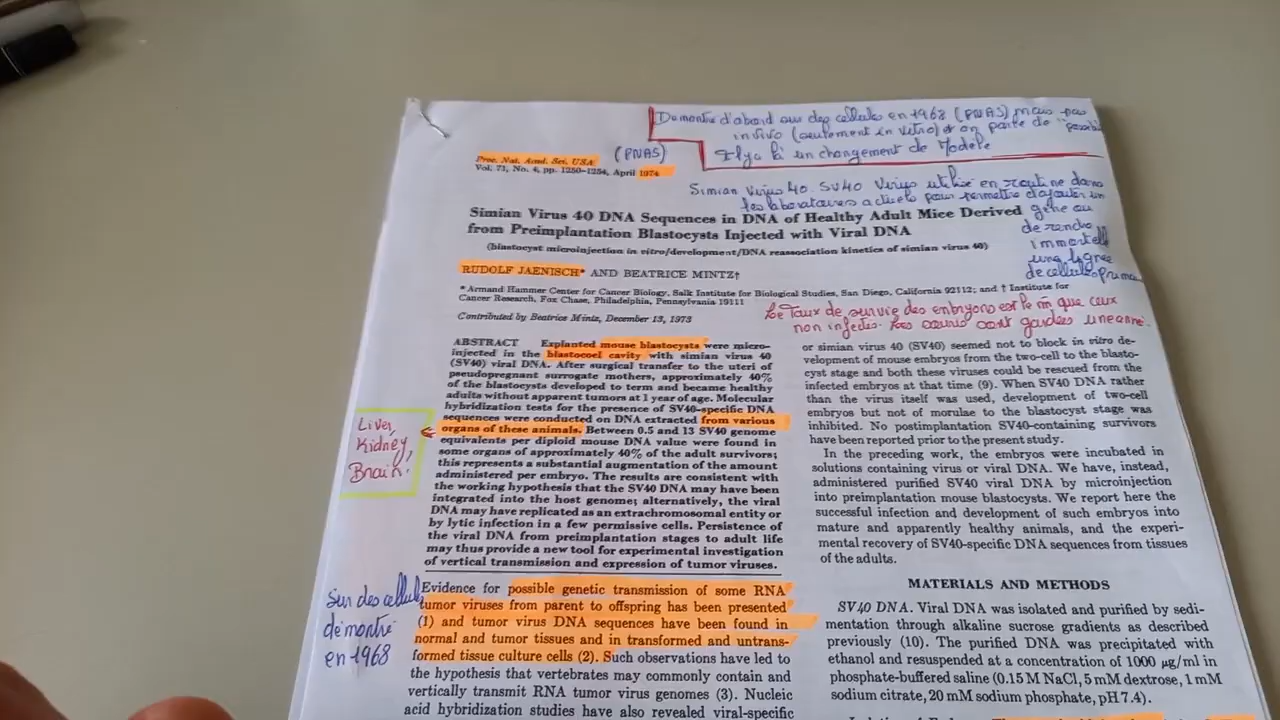 Démontré d'abord sur des cellules en 1968 (PNAS) mais pas
in vivo (seulement in vitro) et on parle de "possibl
Il y a là un changement de Modèle
(PNAS)
Proc. Nat. Acad. Sci. USA
Vol. 71, No. 4, pp. 1250-1254, April 1974
Simian Virus 40. SV40 Virus utilisé en routine dans
les laboratoires actuels pour permettre d'ajouter un
gène ou
de rendre
immortell
une lignée
de cellules prima
Simian Virus 40 DNA Sequences in DNA of Healthy Adult Mice Derived
from Preimplantation Blastocysts Injected with Viral DNA
(blastocyst microinjection in vitro/development/DNA reassociation kinetics of simian virus 40)
RUDOLF JAENISCH* AND BEATRICE MINTZ†
* Armand Hammer Center for Cancer Biology, Salk Institute for Biological Studies, San Diego, California 92112; and † Institute for
Cancer Research, Fox Chase, Philadelphia, Pennsylvania 19111
Contributed by Beatrice Mintz, December 13, 1973
Le Taux de survie des embryons est le m que ceux
non infectés. Les souris sont gardées une année.
ABSTRACT Explanted mouse blastocysts were micro-
injected in the blastocoel cavity with simian virus 40
(SV40) viral DNA. After surgical transfer to the uteri of
pseudopregnant surrogate mothers, approximately 40%
of the blastocysts developed to term and became healthy
adults without apparent tumors at 1 year of age. Molecular
hybridization tests for the presence of SV40-specific DNA
sequences were conducted on DNA extracted from various
organs of these animals. Between 0.5 and 13 SV40 genome
equivalents per diploid mouse DNA value were found in
some organs of approximately 40% of the adult survivors;
this represents a substantial augmentation of the amount
administered per embryo. The results are consistent with
the working hypothesis that the SV40 DNA may have been
integrated into the host genome; alternatively, the viral
DNA may have replicated as an extrachromosomal entity or
by lytic infection in a few permissive cells. Persistence of
the viral DNA from preimplantation stages to adult life
may thus provide a new tool for experimental investigation
of vertical transmission and expression of tumor viruses.
Liver,
Kidney,
Brain.
Sur des cellules
démontré
en 1968
Evidence for possible genetic transmission of some RNA
tumor viruses from parent to offspring has been presented
(1) and tumor virus DNA sequences have been found in
normal and tumor tissues and in transformed and untrans-
formed tissue culture cells (2). Such observations have led to
the hypothesis that vertebrates may commonly contain and
vertically transmit RNA tumor virus genomes (3). Nucleic
acid hybridization studies have also revealed viral-specific
or simian virus 40 (SV40) seemed not to block in vitro de-
velopment of mouse embryos from the two-cell to the blasto-
cyst stage and both these viruses could be rescued from the
infected embryos at that time (9). When SV40 DNA rather
than the virus itself was used, development of two-cell
embryos but not of morulae to the blastocyst stage was
inhibited. No postimplantation SV40-containing survivors
have been reported prior to the present study.
In the preceding work, the embryos were incubated in
solutions containing virus or viral DNA. We have, instead,
administered purified SV40 viral DNA by microinjection
into preimplantation mouse blastocysts. We report here the
successful infection and development of such embryos into
mature and apparently healthy animals, and the experi-
mental recovery of SV40-specific DNA sequences from tissues
of the adults.
MATERIALS AND METHODS
SV40 DNA. Viral DNA was isolated and purified by sedi-
mentation through alkaline sucrose gradients as described
previously (10). The purified DNA was precipitated with
ethanol and resuspended at a concentration of 1000 μg/ml in
phosphate-buffered saline (0.15 M NaCl, 5 mM dextrose, 1 mM
sodium citrate, 20 mM sodium phosphate, pH 7.4).